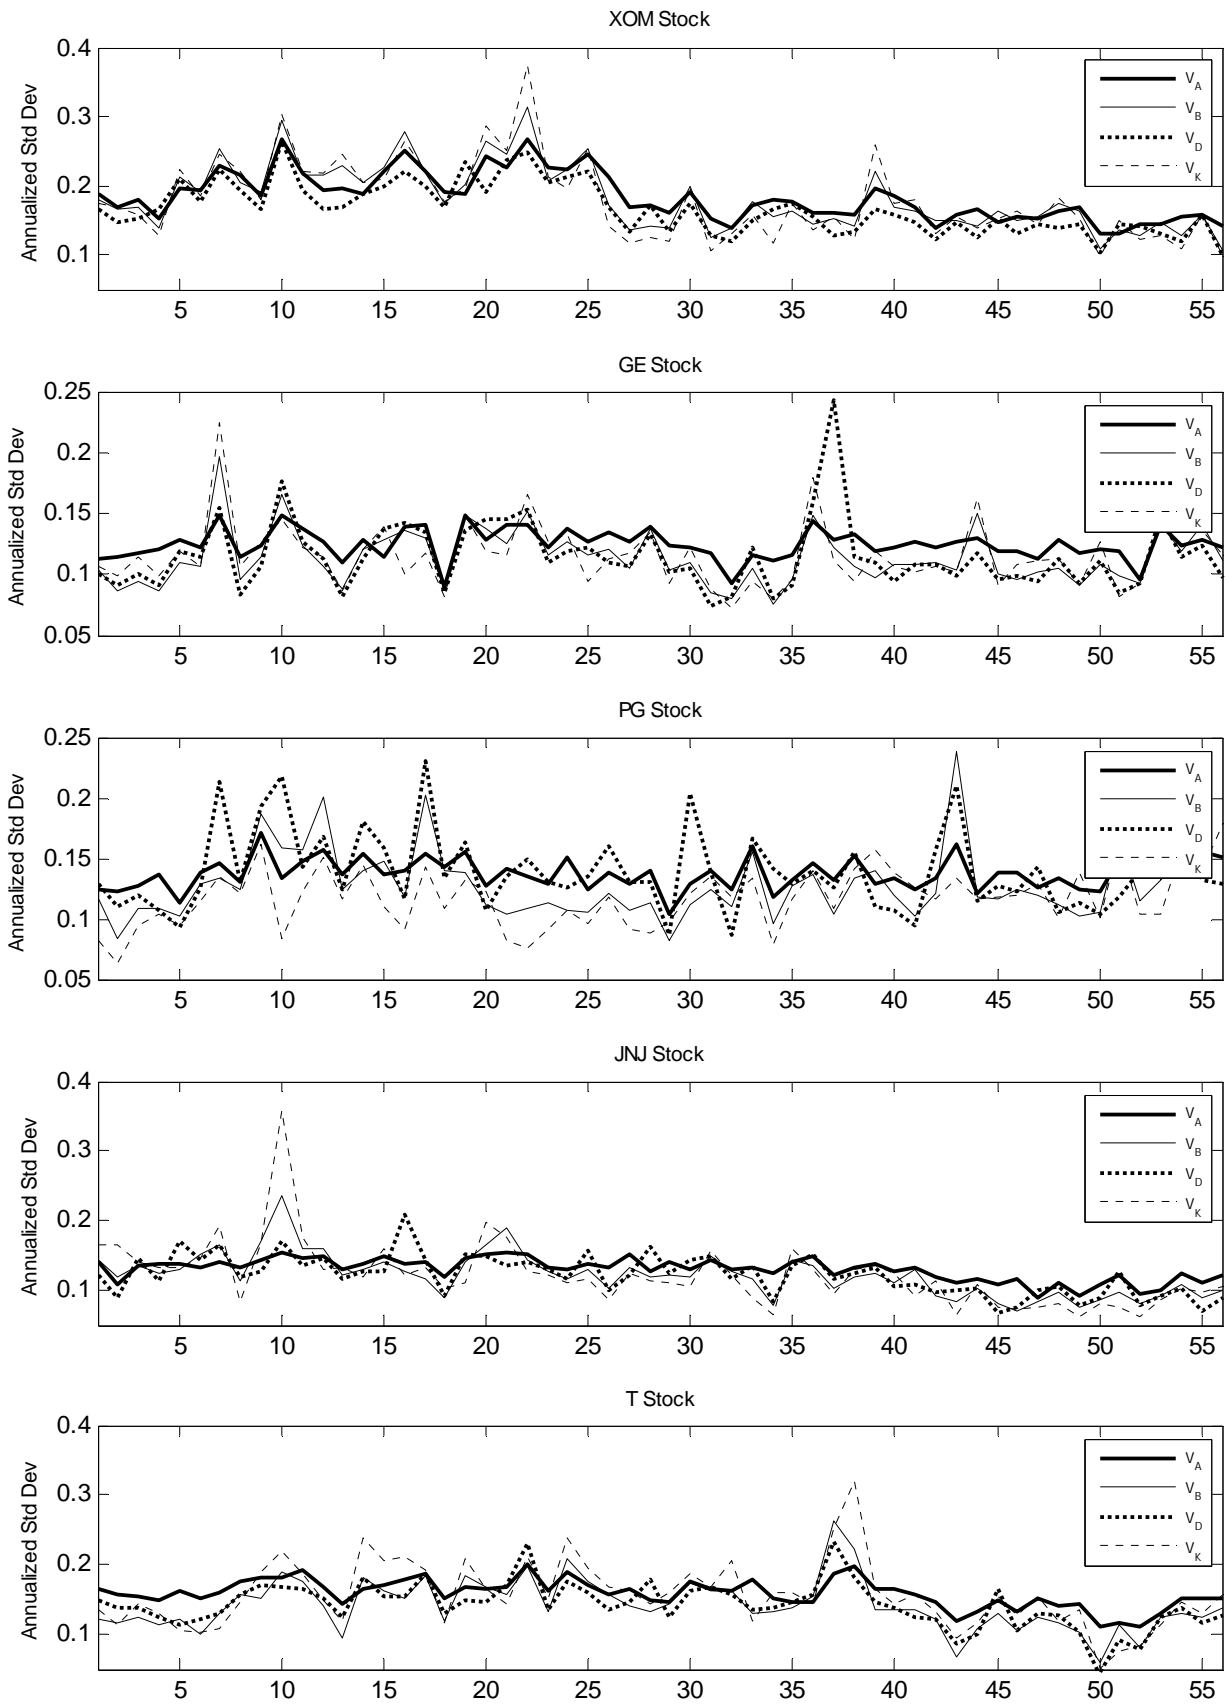 XOM Stock
Annualized Std Dev
0.4
0.3
0.2
0.1
V_A
V_B
V_D
V_K
5 10 15 20 25 30 35 40 45 50 55
GE Stock
Annualized Std Dev
0.25
0.2
0.15
0.1
0.05
V_A
V_B
V_D
V_K
5 10 15 20 25 30 35 40 45 50 55
PG Stock
Annualized Std Dev
0.25
0.2
0.15
0.1
0.05
V_A
V_B
V_D
V_K
5 10 15 20 25 30 35 40 45 50 55
JNJ Stock
Annualized Std Dev
0.4
0.3
0.2
0.1
V_A
V_B
V_D
V_K
5 10 15 20 25 30 35 40 45 50 55
T Stock
Annualized Std Dev
0.4
0.3
0.2
0.1
V_A
V_B
V_D
V_K
5 10 15 20 25 30 35 40 45 50 55